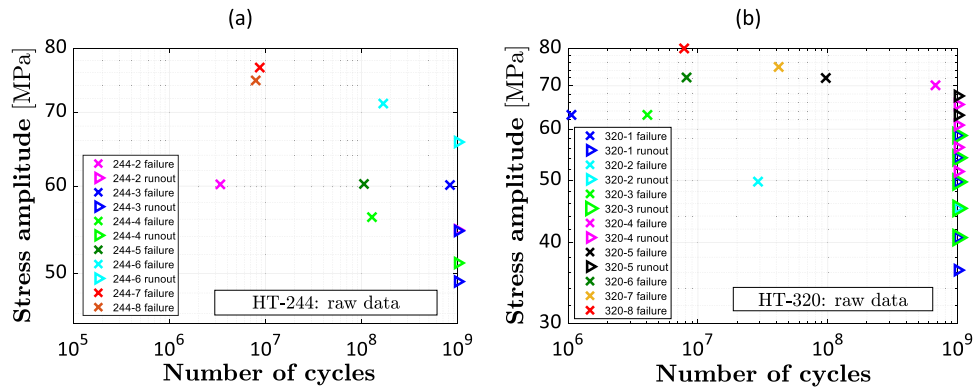 (a)
Stress amplitude [MPa]
80
70
60
50
244-2 failure
244-2 runout
244-3 failure
244-3 runout
244-4 failure
244-4 runout
244-5 failure
244-6 failure
244-6 runout
244-7 failure
244-8 failure
HT-244: raw data
10^5 10^6 10^7 10^8 10^9
Number of cycles
(b)
Stress amplitude [MPa]
80
70
60
50
40
30
320-1 failure
320-1 runout
320-2 failure
320-2 runout
320-3 failure
320-3 runout
320-4 failure
320-4 runout
320-5 failure
320-5 runout
320-6 failure
320-7 failure
320-8 failure
HT-320: raw data
10^6 10^7 10^8 10^9
Number of cycles